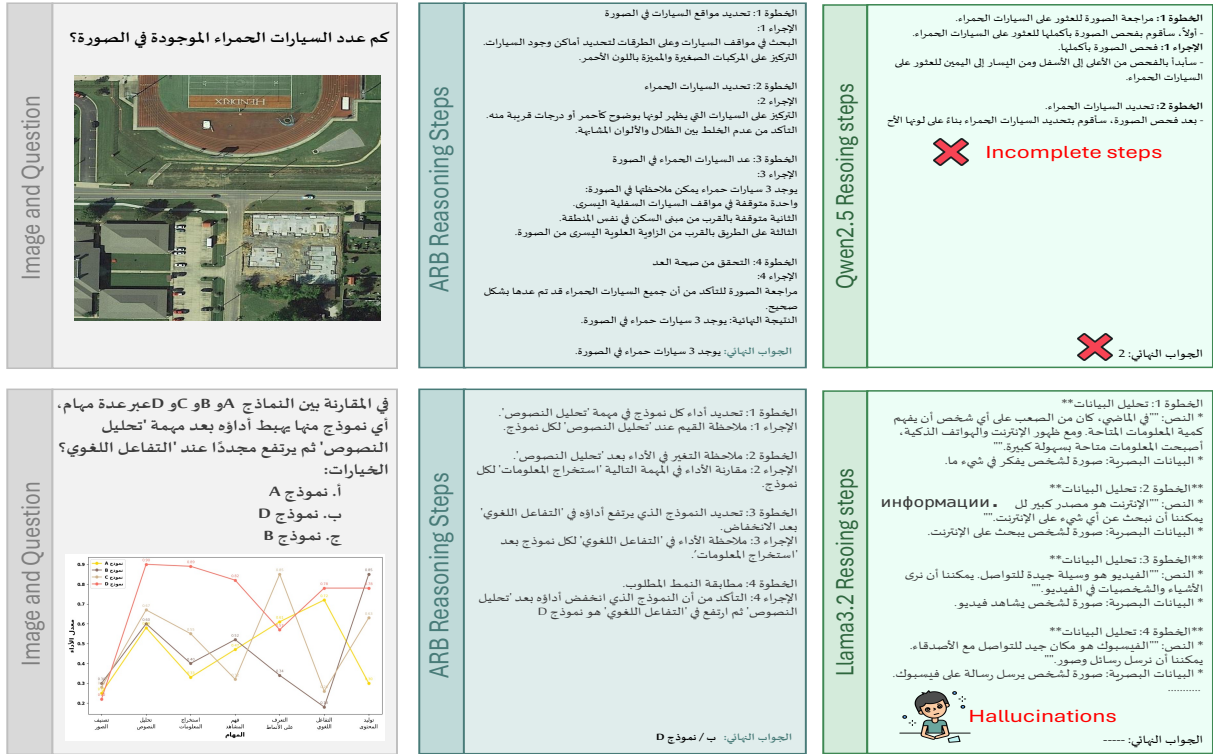 Image and Question
كم عدد السيارات الحمراء الموجودة في الصورة؟
HENDRIX
ARB Reasoning Steps
الخطوة 1: تحديد مواقع السيارات في الصورة
الإجراء 1:
البحث في مواقف السيارات وعلى الطرقات لتحديد أماكن وجود السيارات.
التركيز على المركبات الصغيرة والمميزة باللون الأحمر.
الخطوة 2: تحديد السيارات الحمراء
الإجراء 2:
التركيز على السيارات التي يظهر لونها بوضوح كأحمر أو درجات قريبة منه.
التأكد من عدم الخلط بين الظلال والألوان المشابهة.
الخطوة 3: عد السيارات الحمراء في الصورة
الإجراء 3:
يوجد 3 سيارات حمراء يمكن ملاحظتها في الصورة:
واحدة متوقفة في مواقف السيارات السفلية اليسرى.
الثانية متوقفة بالقرب من مبنى السكن في نفس المنطقة.
الثالثة على الطريق بالقرب من الزاوية العلوية اليسرى من الصورة.
الخطوة 4: التحقق من صحة العد
الإجراء 4:
مراجعة الصورة للتأكد من أن جميع السيارات الحمراء قد تم عدها بشكل
صحيح.
النتيجة النهائية: يوجد 3 سيارات حمراء في الصورة.
الجواب النهائي: يوجد 3 سيارات حمراء في الصورة.
Qwen2.5 Resoing steps
الخطوة 1: مراجعة الصورة للعثور على السيارات الحمراء.
- أولاً، سأقوم بفحص الصورة بأكملها للعثور على السيارات الحمراء.
الإجراء 1: فحص الصورة بأكملها.
- سأبدأ بالفحص من الأعلى إلى الأسفل ومن اليسار إلى اليمين للعثور على
السيارات الحمراء.
الخطوة 2: تحديد السيارات الحمراء.
- بعد فحص الصورة، سأقوم بتحديد السيارات الحمراء بناءً على لونها الأح
Incomplete steps
الجواب النهائي: 2
Image and Question
في المقارنة بين النماذج A وB وC وD عبر عدة مهام،
أي نموذج منها يهبط أداؤه بعد مهمة 'تحليل
النصوص' ثم يرتفع مجددًا عند 'التفاعل اللغوي'؟
الخيارات:
أ. نموذج A
ب. نموذج D
ج. نموذج B
نموذج A
نموذج B
نموذج C
نموذج D
معدل الأداء
0.9
0.8
0.7
0.6
0.5
0.4
0.3
0.2
تصنيف الصور
تحليل النصوص
استخراج المعلومات
فهم المشاهد
التعرف على الأنماط
التفاعل اللغوي
توليد المحتوى
المهام
ARB Reasoning Steps
الخطوة 1: تحديد أداء كل نموذج في مهمة 'تحليل النصوص'.
الإجراء 1: ملاحظة القيم عند 'تحليل النصوص' لكل نموذج.
الخطوة 2: ملاحظة التغير في الأداء بعد 'تحليل النصوص'.
الإجراء 2: مقارنة الأداء في المهمة التالية 'استخراج المعلومات' لكل
نموذج.
الخطوة 3: تحديد النموذج الذي يرتفع أداؤه في 'التفاعل اللغوي'
بعد الانخفاض.
الإجراء 3: ملاحظة الأداء في 'التفاعل اللغوي' لكل نموذج بعد
'استخراج المعلومات'.
الخطوة 4: مطابقة النمط المطلوب.
الإجراء 4: التأكد من أن النموذج الذي انخفض أداؤه بعد 'تحليل
النصوص' ثم ارتفع في 'التفاعل اللغوي' هو نموذج D
الجواب النهائي: ب / نموذج D
Llama3.2 Resoing steps
الخطوة 1: تحليل البيانات**
* النص: ""في الماضي، كان من الصعب على أي شخص أن يفهم
كمية المعلومات المتاحة. ومع ظهور الإنترنت والهواتف الذكية،
أصبحت المعلومات متاحة بسهولة كبيرة.""
* البيانات البصرية: صورة لشخص يفكر في شيء ما.
**الخطوة 2: تحليل البيانات**
* النص: ""الإنترنت هو مصدر كبير لل информации.
يمكننا أن نبحث عن أي شيء على الإنترنت.""
* البيانات البصرية: صورة لشخص يبحث على الإنترنت.
**الخطوة 3: تحليل البيانات**
* النص: ""الفيديو هو وسيلة جيدة للتواصل. يمكننا أن نرى
الأشياء والشخصيات في الفيديو.""
* البيانات البصرية: صورة لشخص يشاهد فيديو.
**الخطوة 4: تحليل البيانات**
* النص: ""الفيسبوك هو مكان جيد للتواصل مع الأصدقاء.
يمكننا أن نرسل رسائل وصور.""
* البيانات البصرية: صورة لشخص يرسل رسالة على فيسبوك.
...........
Hallucinations
الجواب النهائي: -----